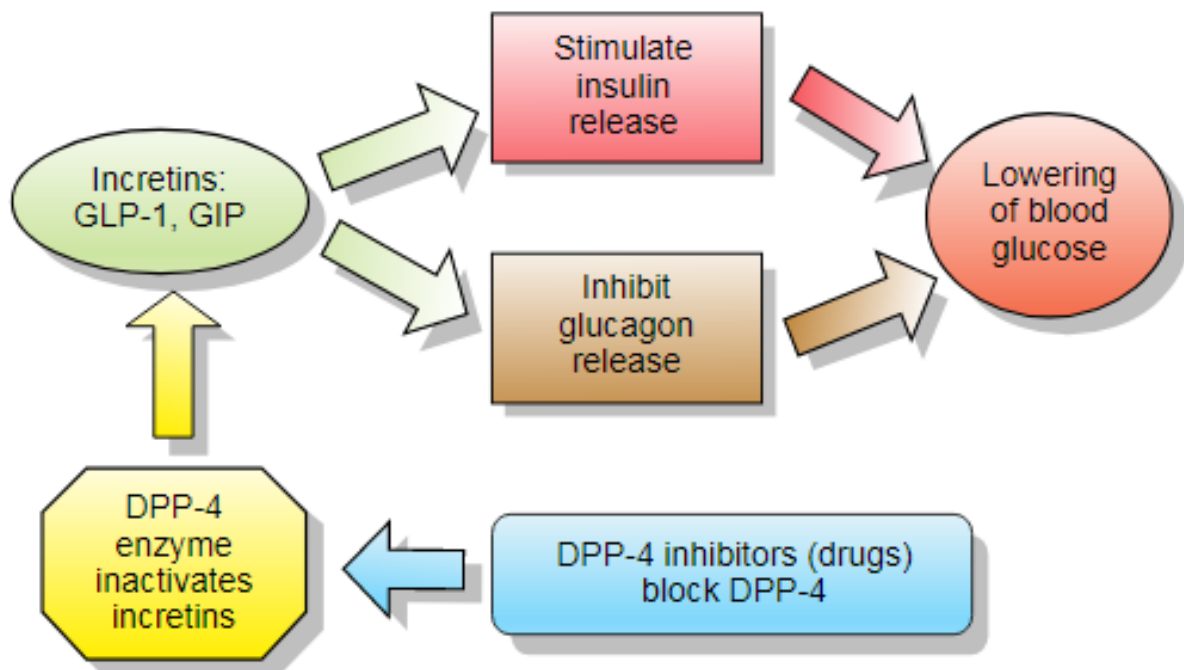 Stimulate
insulin
release
Incretins:
GLP-1, GIP
Lowering
of blood
glucose
Inhibit
glucagon
release
DPP-4
enzyme
inactivates
incretins
DPP-4 inhibitors (drugs)
block DPP-4